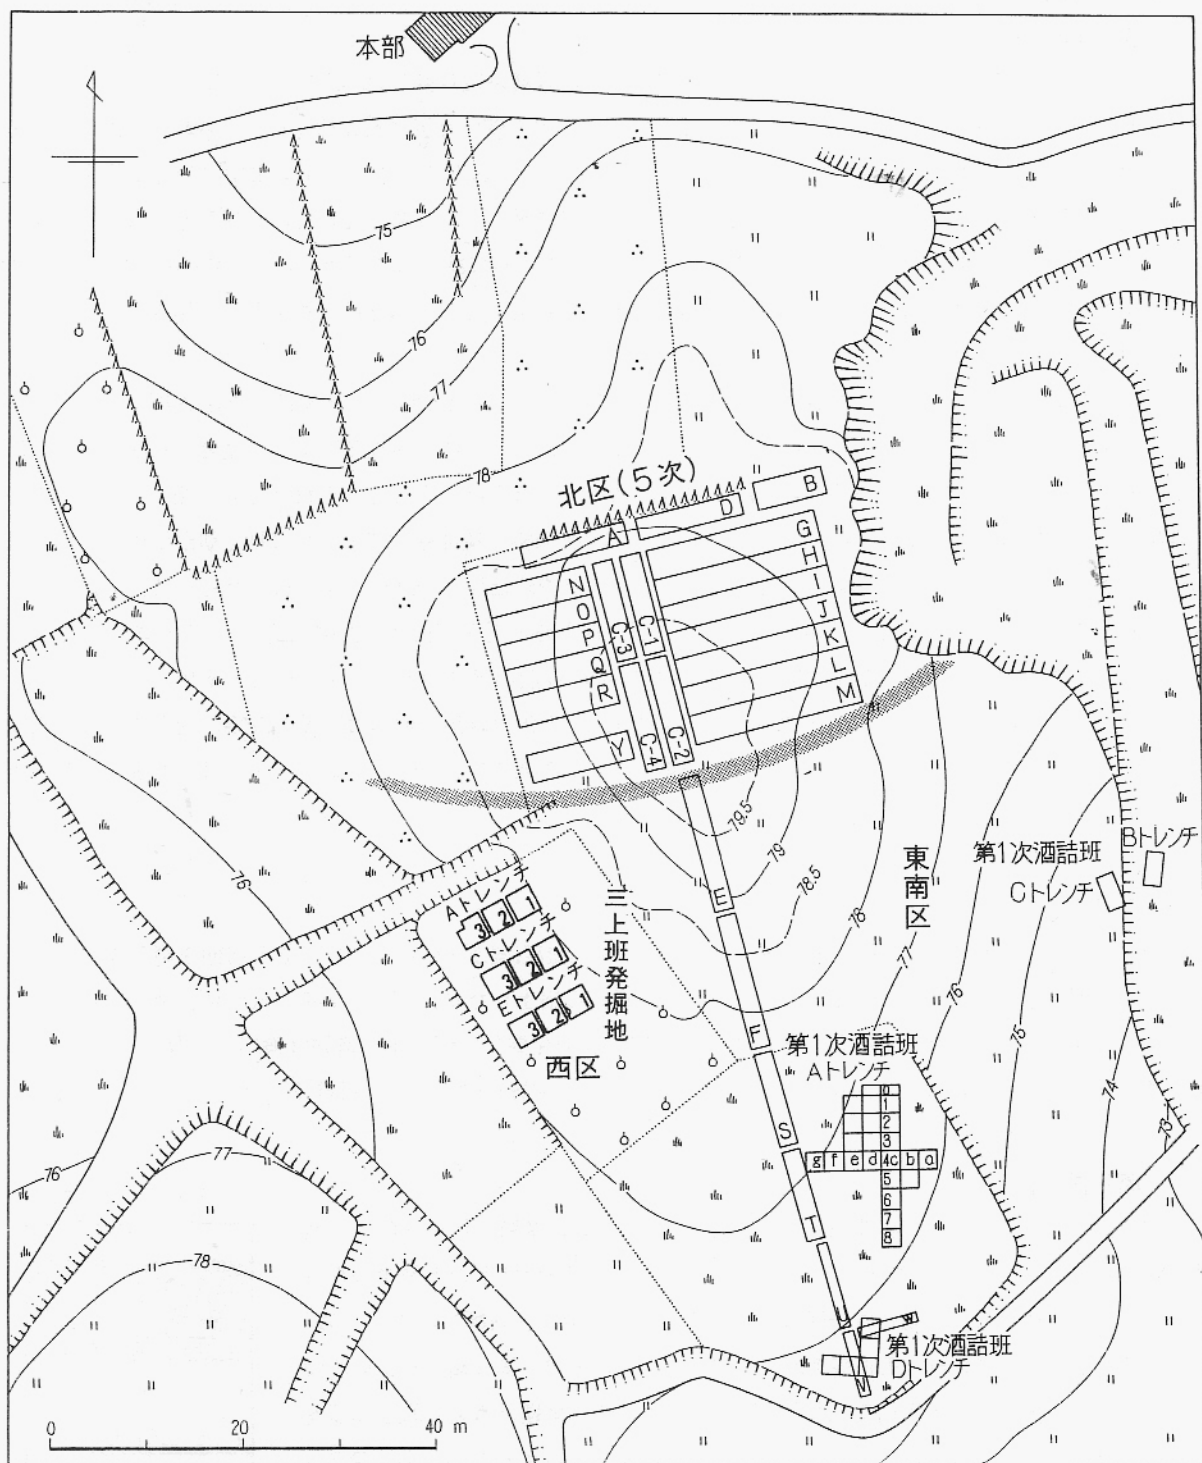 本部
75
76
77
78
北区(5次)
A
D
B
G
H
I
J
K
L
M
N
O
P
Q
R
Y
C-1
C-3
C-2
C-4
79.5
79
78.5
78
77
76
75
74
73
76
E
F
S
T
U
V
W
東南区
第1次酒詰班
Bトレンチ
Cトレンチ
三上班発掘地
Aトレンチ
3 2 1
Cトレンチ
3 2 1
Eトレンチ
3 2 1
西区
第1次酒詰班
Aトレンチ
0
1
2
3
g f e d 4c b a
5
6
7
8
第1次酒詰班
Dトレンチ
76
77
78
0 20 40 m